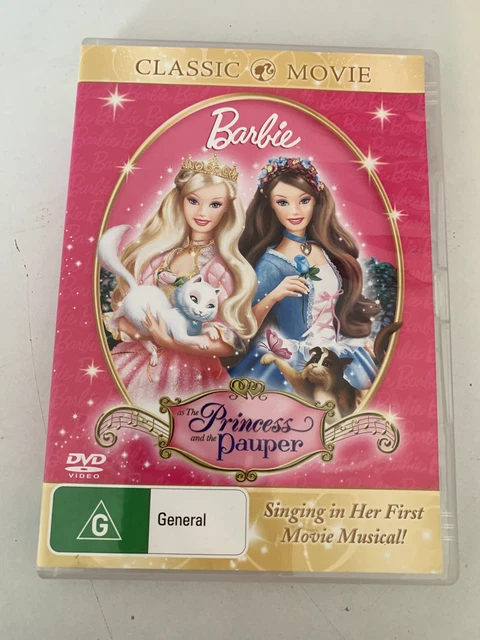 CLASSIC MOVIE
Barbie
as The
Princess
and the
Pauper
DVD
VIDEO
G
General
Singing in Her First
Movie Musical!